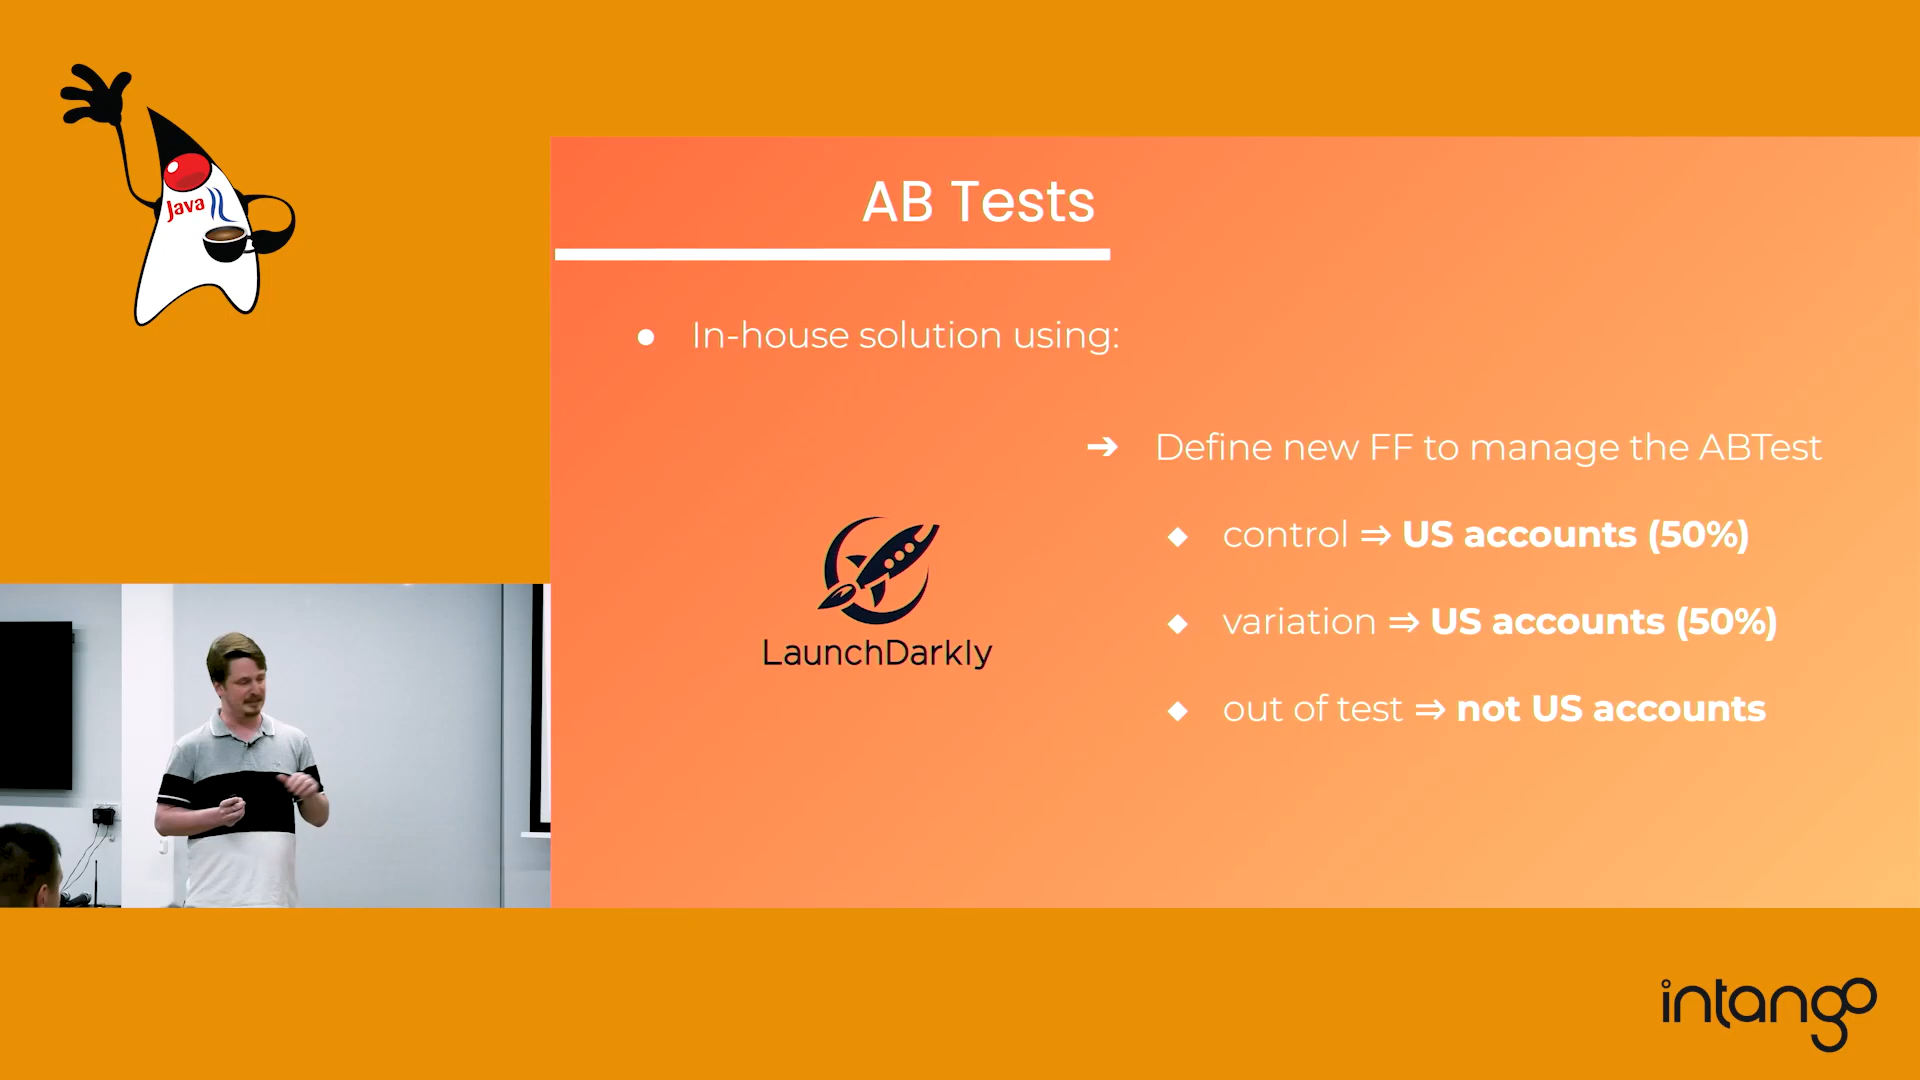 Java
AB Tests
● In-house solution using:
➔ Define new FF to manage the ABTest
◆ control ⇒ US accounts (50%)
◆ variation ⇒ US accounts (50%)
◆ out of test ⇒ not US accounts
LaunchDarkly
intango